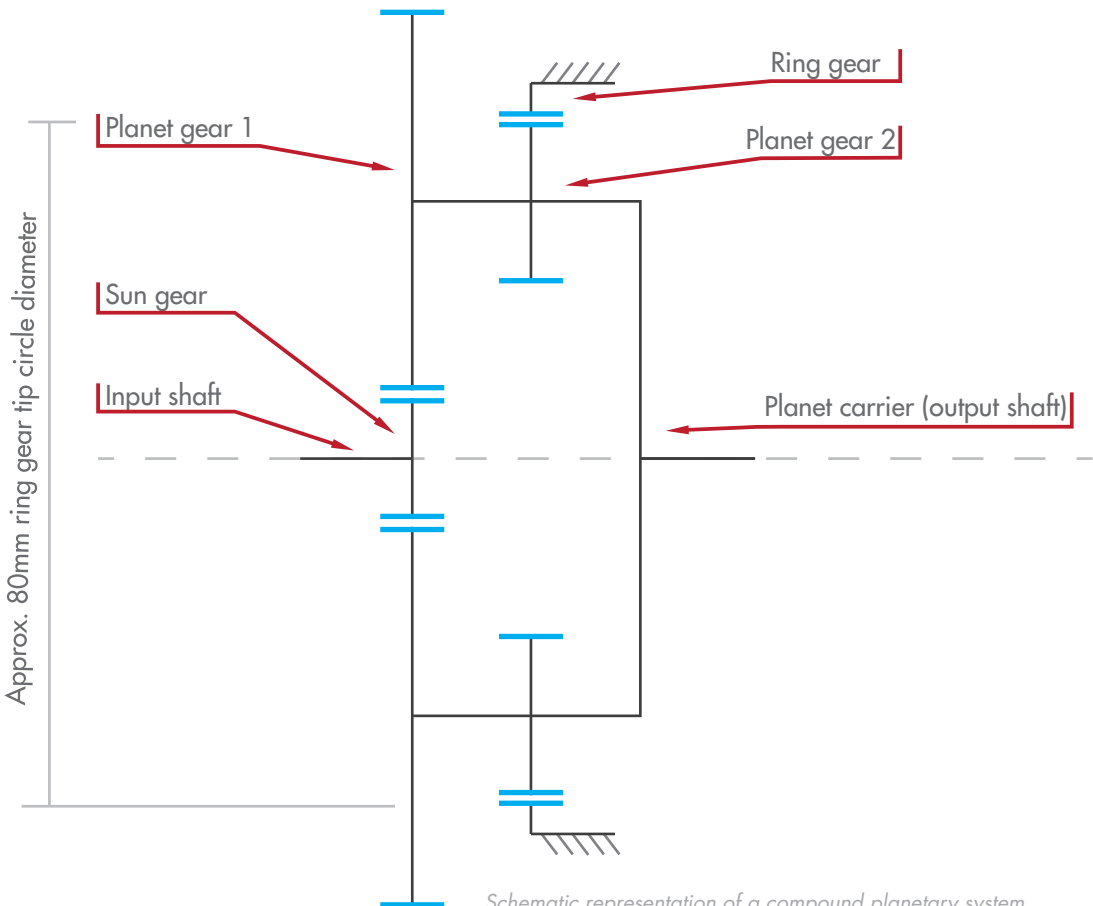 Ring gear
Planet gear 1
Planet gear 2
Approx. 80mm ring gear tip circle diameter
Sun gear
Input shaft
Planet carrier (output shaft)
Schematic representation of a compound planetary system